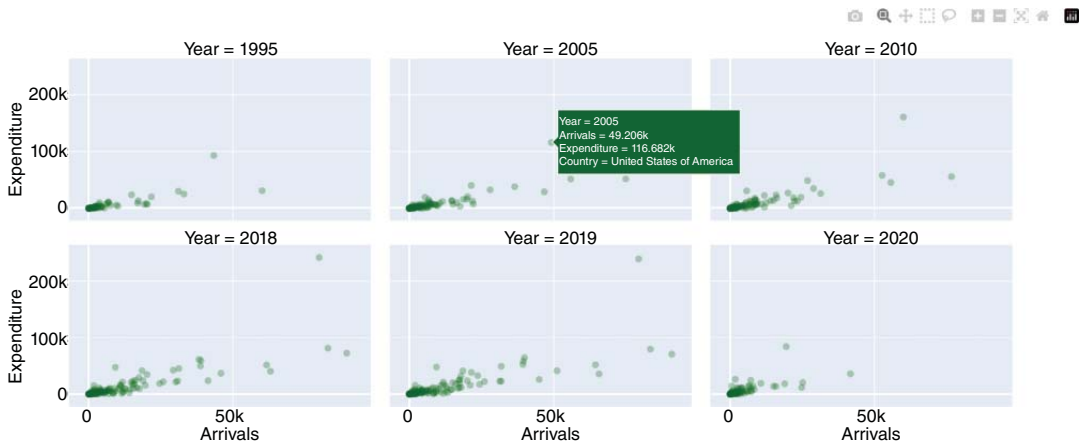 Year = 1995
Year = 2005
Year = 2010
Expenditure
200k
100k
0
Year = 2005
Arrivals = 49.206k
Expenditure = 116.682k
Country = United States of America
Year = 2018
Year = 2019
Year = 2020
Expenditure
200k
100k
0
0
50k
0
50k
0
50k
Arrivals
Arrivals
Arrivals